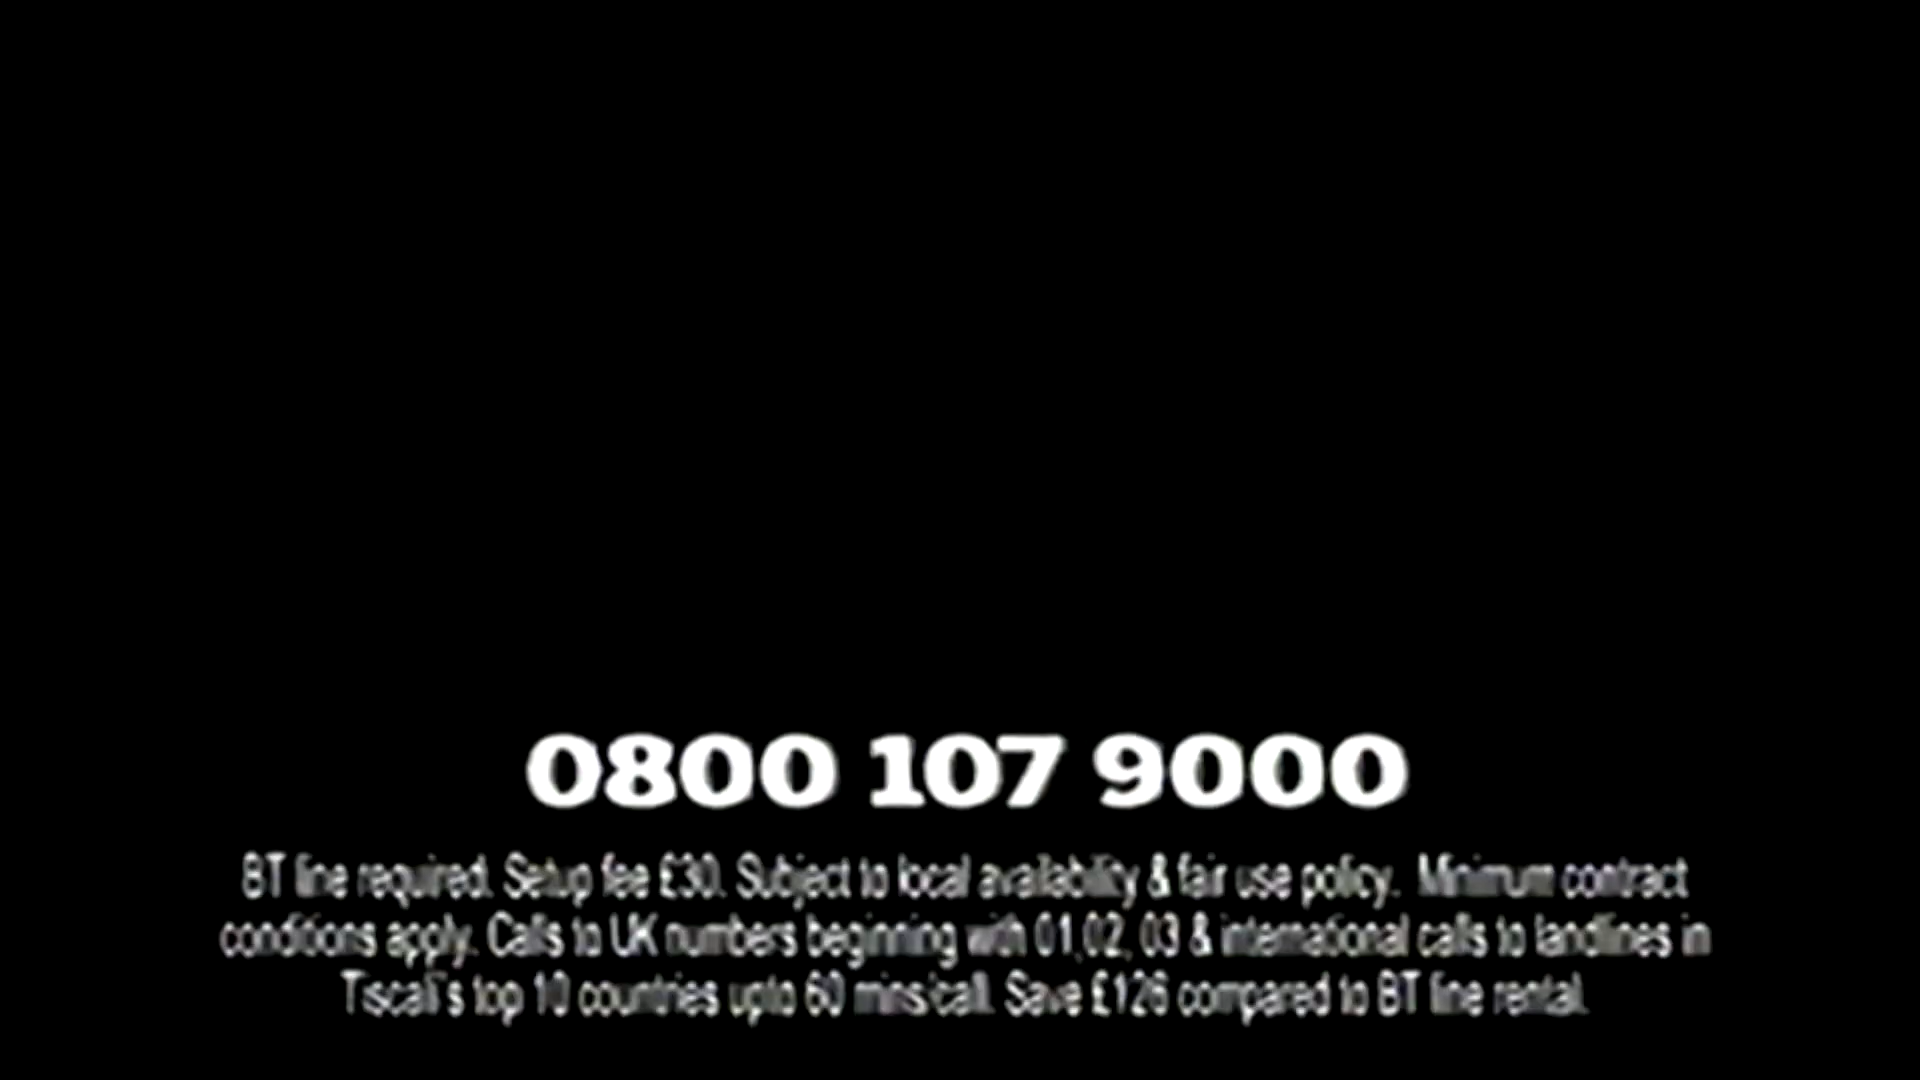 0800 107 9000
BT line required. Setup fee £30. Subject to local availability & fair use policy. Minimum contract
conditions apply. Calls to UK numbers beginning with 01,02, 03 & international calls to landlines in
Tiscali's top 10 countries upto 60 mins/call. Save £126 compared to BT line rental.